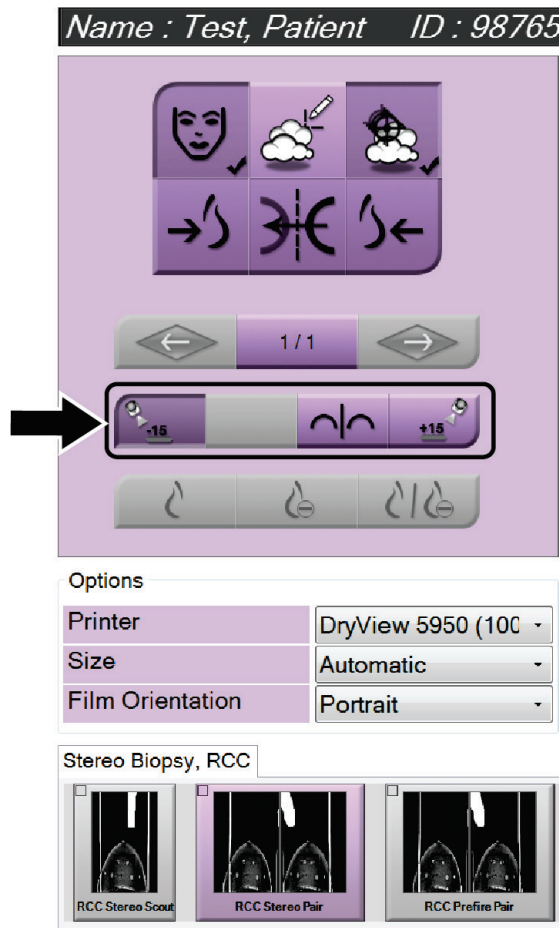 Name : Test, Patient ID : 98765
1 / 1
-15 +15
Options
Printer DryView 5950 (100
Size Automatic
Film Orientation Portrait
Stereo Biopsy, RCC
RCC Stereo Scout RCC Stereo Pair RCC Prefire Pair